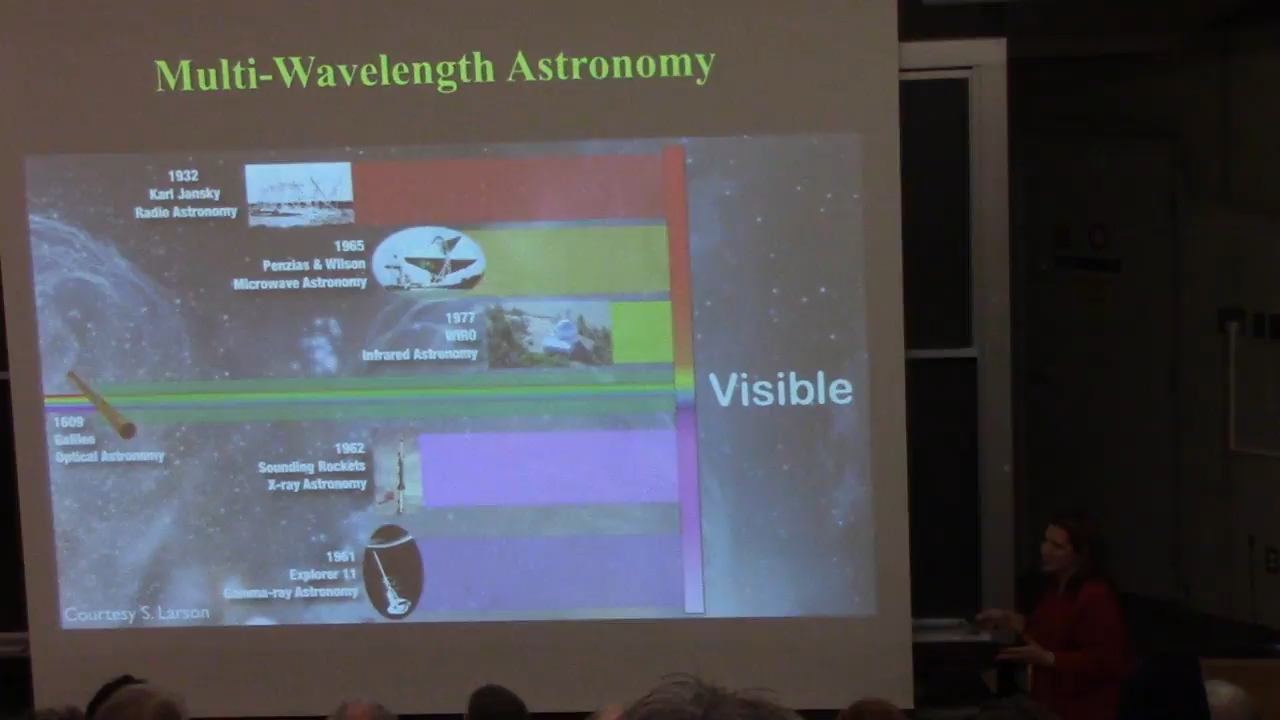 Multi-Wavelength Astronomy
1932
Karl Jansky
Radio Astronomy
1965
Penzias & Wilson
Microwave Astronomy
1977
WIRO
Infrared Astronomy
Visible
1609
Galileo
Optical Astronomy
1962
Sounding Rockets
X-ray Astronomy
1961
Explorer 11
Gamma-ray Astronomy
Courtesy S. Larson